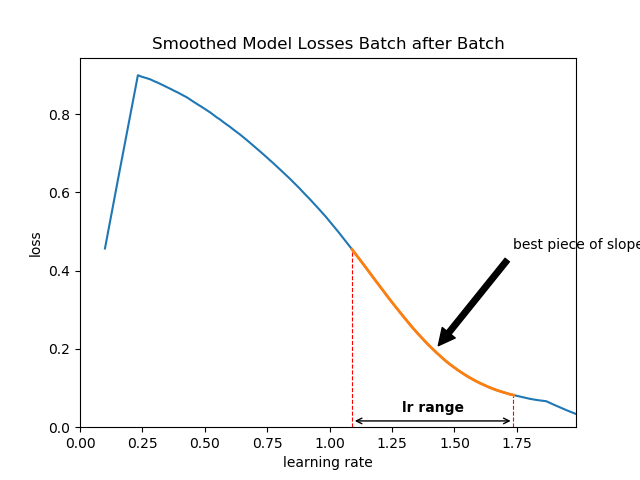 Smoothed Model Losses Batch after Batch
0.8
0.6
loss
best piece of slope
0.4
0.2
lr range
0.0
0.00 0.25 0.50 0.75 1.00 1.25 1.50 1.75
learning rate